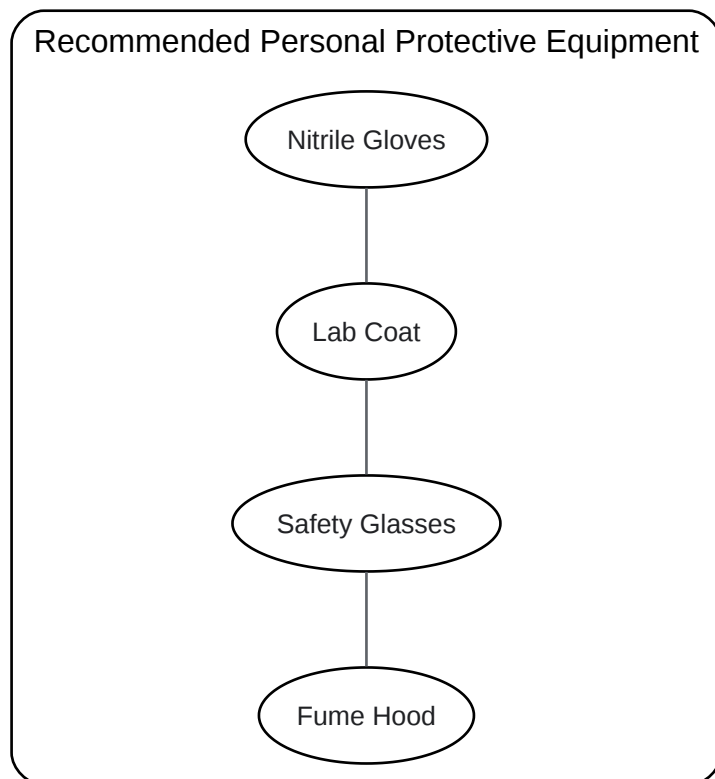 Recommended Personal Protective Equipment
Nitrile Gloves
Lab Coat
Safety Glasses
Fume Hood